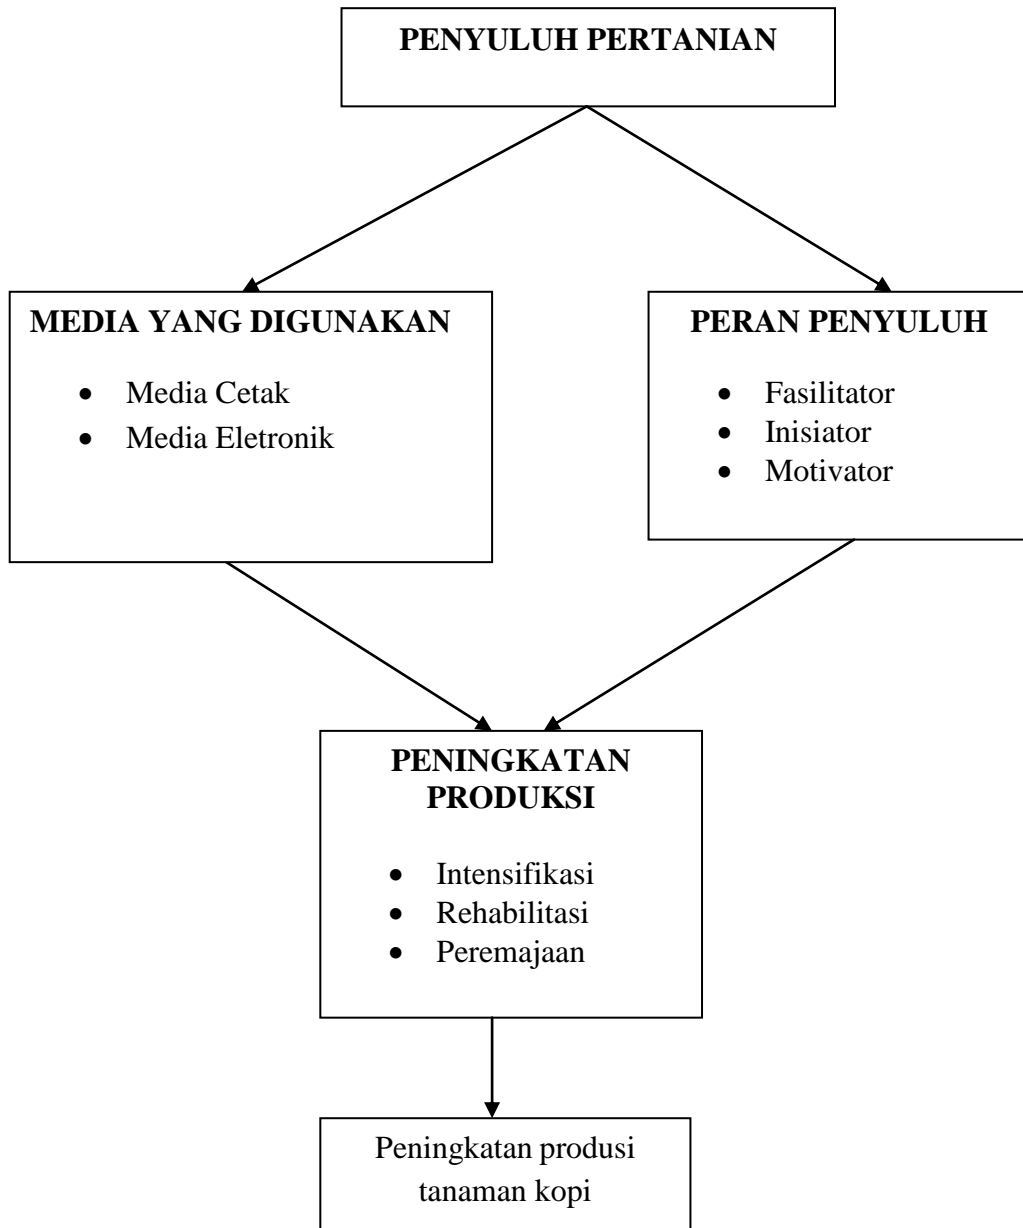 PENYULUH PERTANIAN
MEDIA YANG DIGUNAKAN
• Media Cetak
• Media Eletronik
PERAN PENYULUH
• Fasilitator
• Inisiator
• Motivator
PENINGKATAN
PRODUKSI
• Intensifikasi
• Rehabilitasi
• Peremajaan
Peningkatan produsi
tanaman kopi